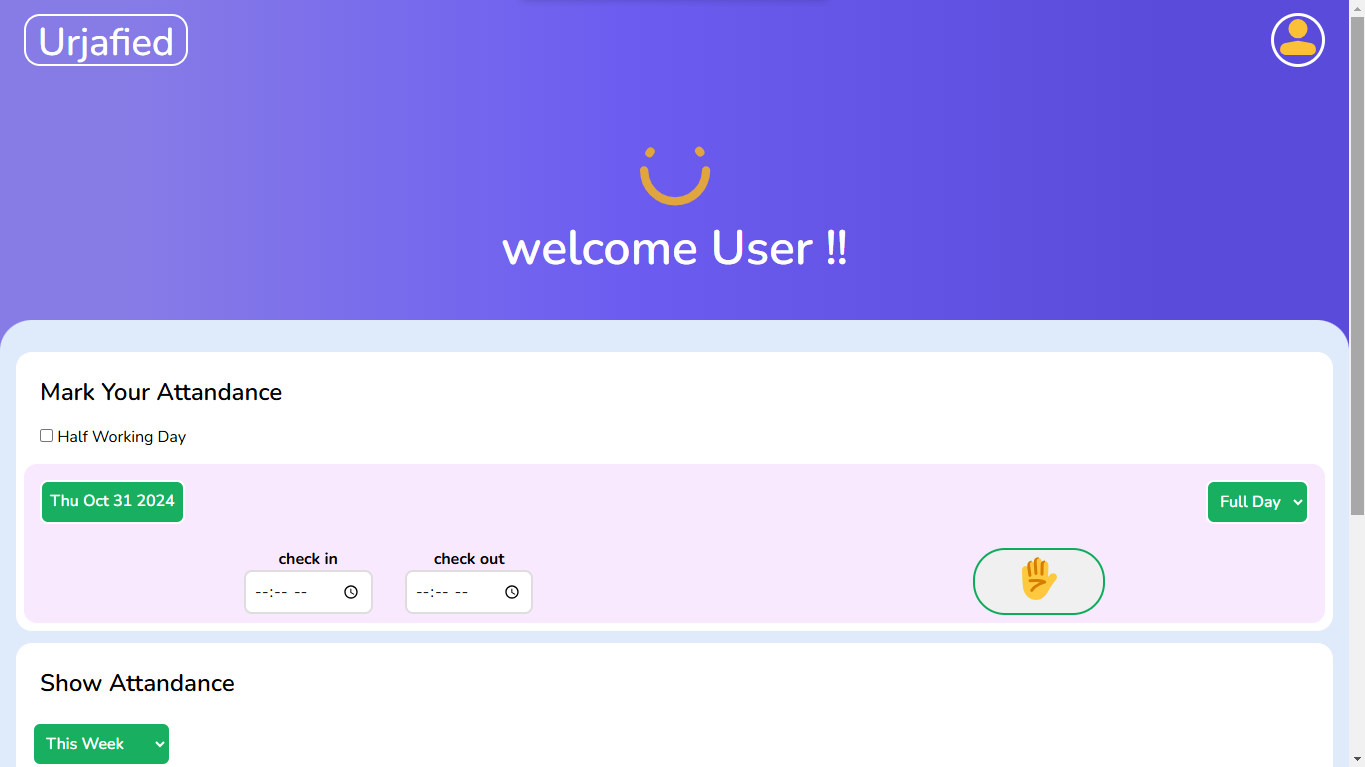 Urjafied
welcome User !!
Mark Your Attandance
Half Working Day
Thu Oct 31 2024
Full Day
check in
check out
--:-- --
--:-- --
Show Attandance
This Week